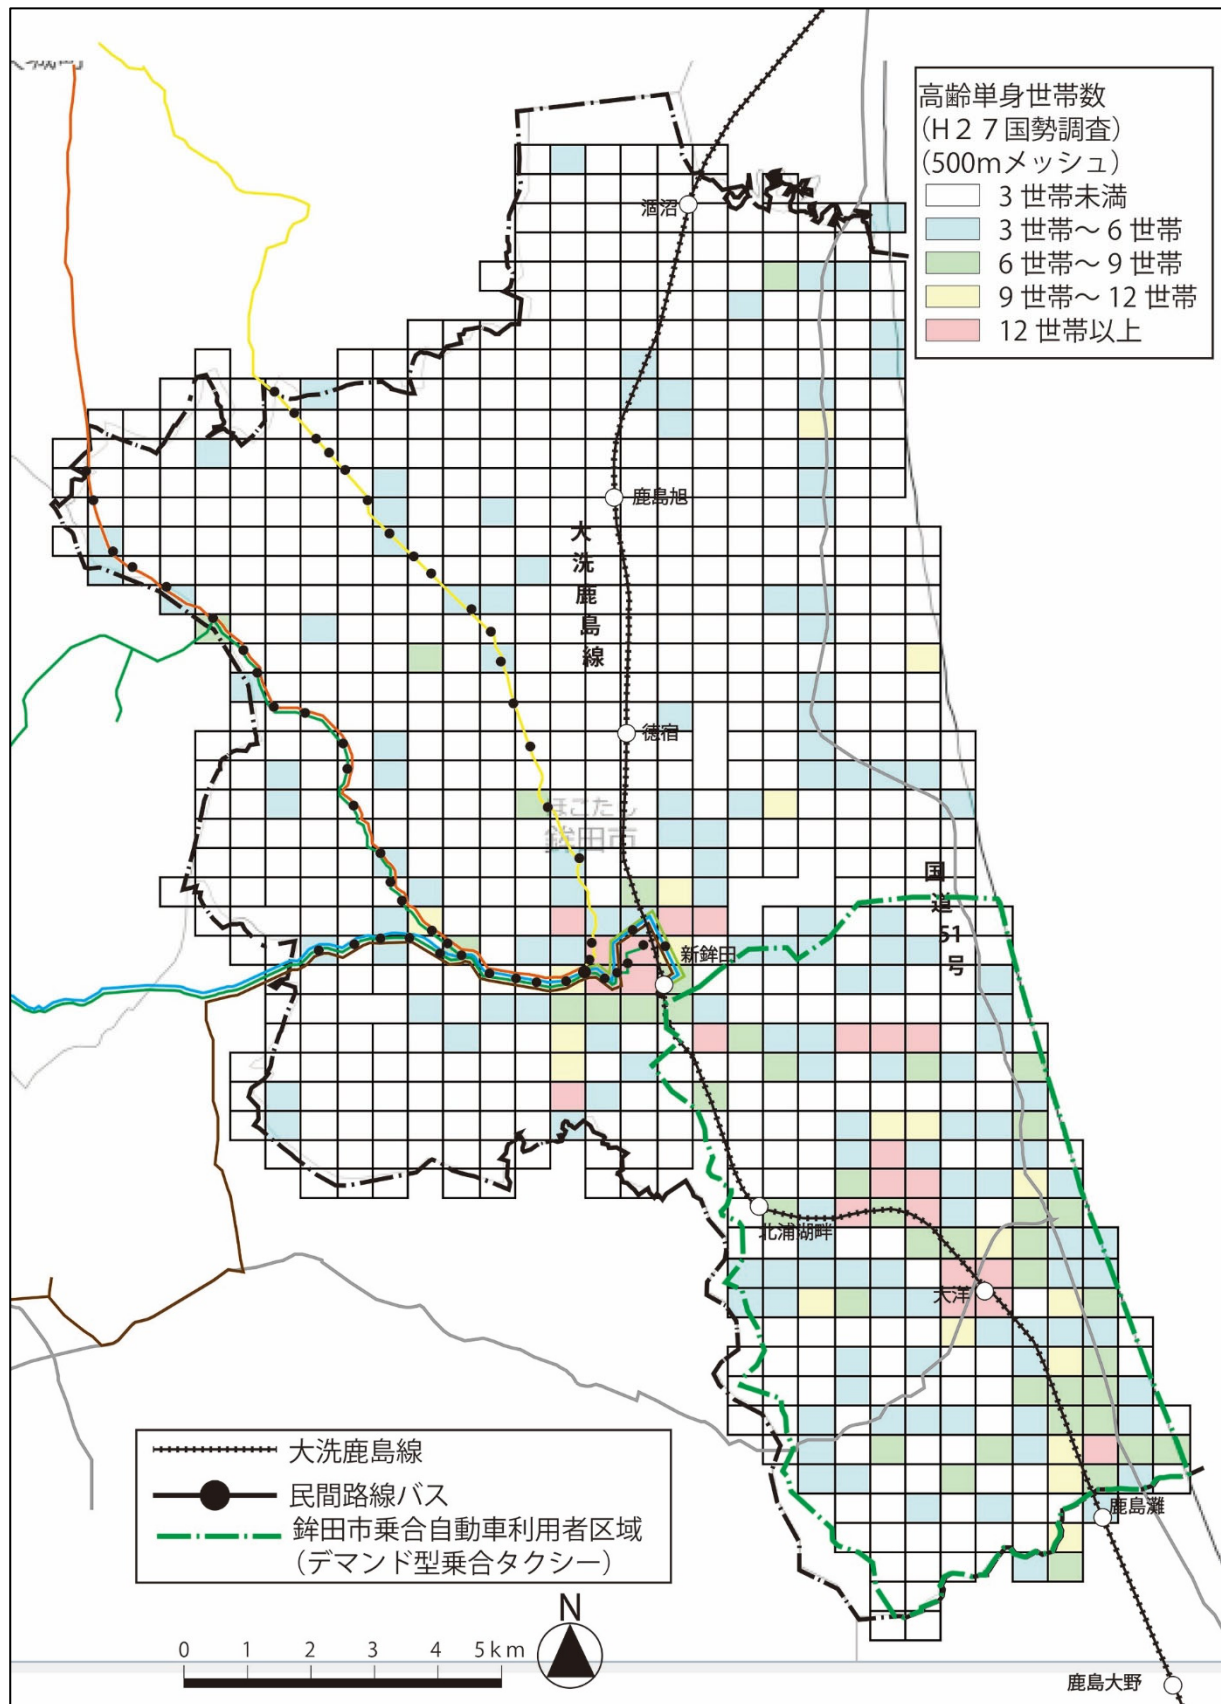 高齢単身世帯数
(H27国勢調査)
(500mメッシュ)
3世帯未満
3世帯～6世帯
6世帯～9世帯
9世帯～12世帯
12世帯以上
涸沼
鹿島旭
大洗鹿島線
徳宿
ほこたし
鉾田市
国道51号
新鉾田
北浦湖畔
大洋
鹿島灘
鹿島大野
大洗鹿島線
民間路線バス
鉾田市乗合自動車利用者区域
(デマンド型乗合タクシー)
N
0 1 2 3 4 5km